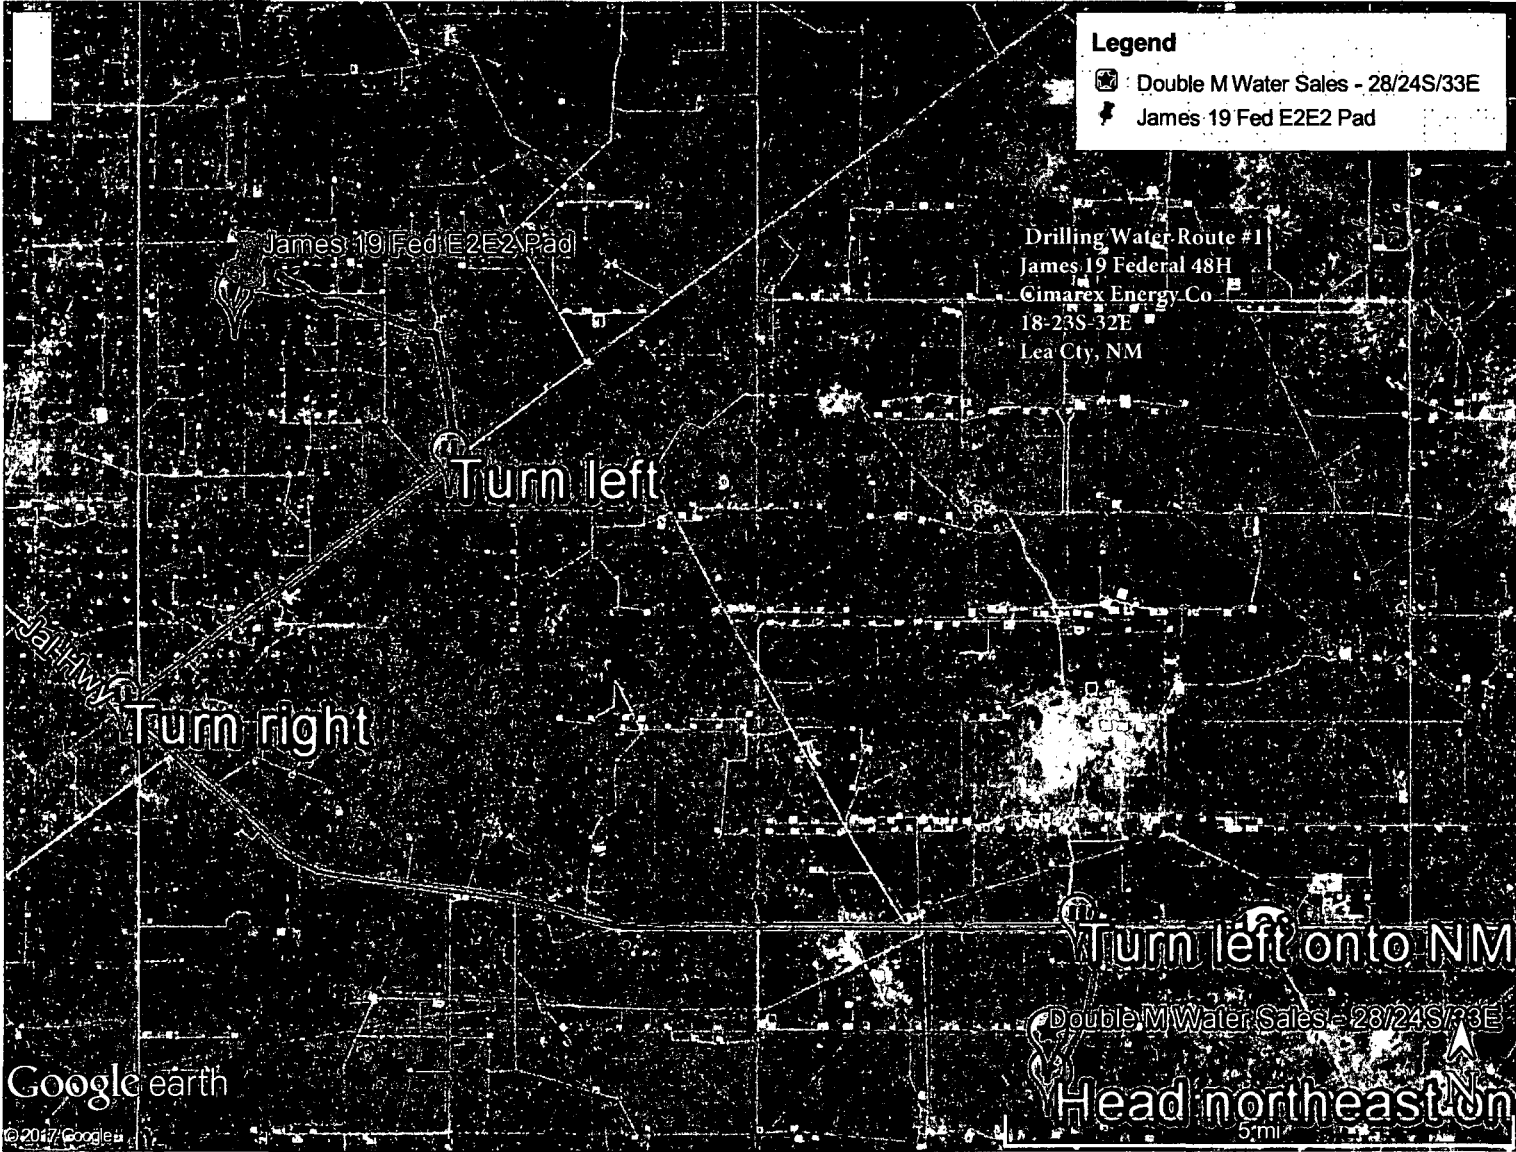 Legend
Double M Water Sales - 28/24S/33E
James 19 Fed E2E2 Pad
James 19 Fed E2E2 Pad
Drilling Water Route #1
James 19 Federal 48H
Cimarex Energy Co
18-23S-32E
Lea Cty, NM
Turn left
Jal Hwy
Turn right
Turn left onto NM
Double M Water Sales - 28/24S/33E
Head northeast on
N
5 mi
Google earth
© 2017 Google